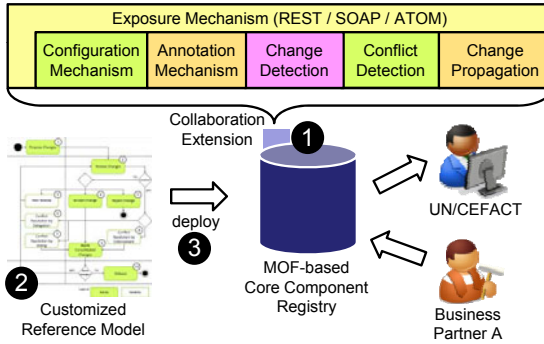 Exposure Mechanism (REST / SOAP / ATOM)
Configuration Mechanism
Annotation Mechanism
Change Detection
Conflict Detection
Change Propagation
Collaboration Extension
1
deploy
3
2
Customized Reference Model
MOF-based Core Component Registry
UN/CEFACT
Business Partner A